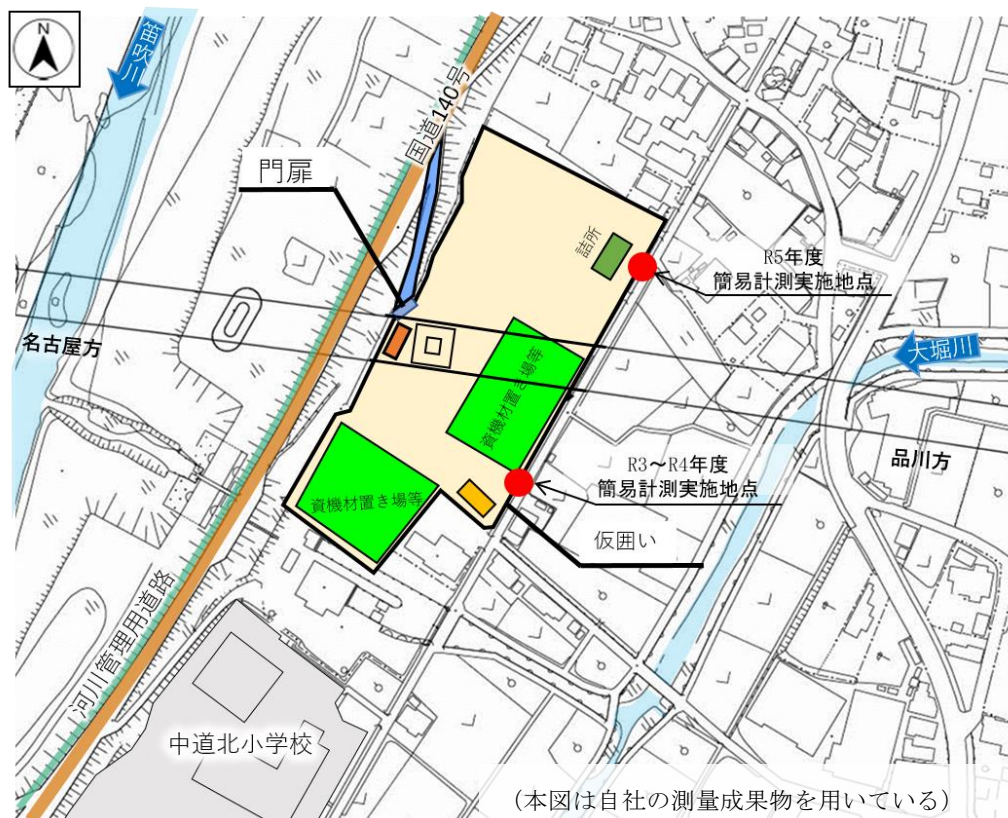 N
笛吹川
国道140号
門扉
詰所
R5年度
簡易計測実施地点
大堀川
名古屋方
資機材置き場等
品川方
R3～R4年度
簡易計測実施地点
資機材置き場等
仮囲い
河川管理用道路
中道北小学校
（本図は自社の測量成果物を用いている）